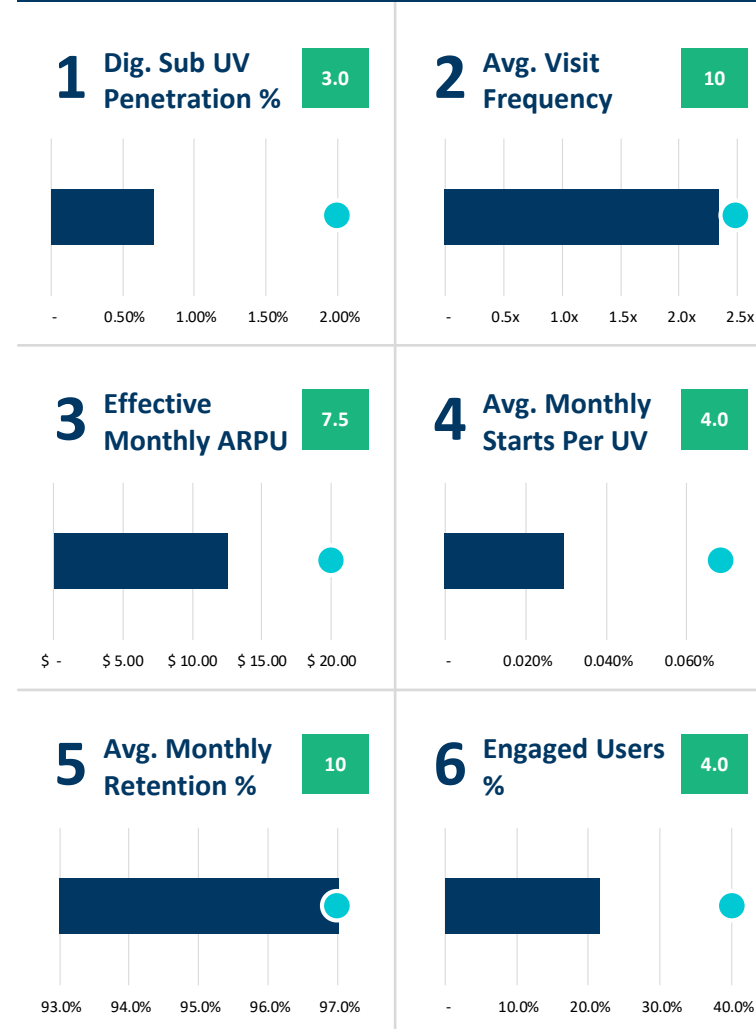 1 Dig. Sub UV
Penetration %
3.0
- 0.50% 1.00% 1.50% 2.00%
2 Avg. Visit
Frequency
10
- 0.5x 1.0x 1.5x 2.0x 2.5x
3 Effective
Monthly ARPU
7.5
$ - $ 5.00 $ 10.00 $ 15.00 $ 20.00
4 Avg. Monthly
Starts Per UV
4.0
- 0.020% 0.040% 0.060%
5 Avg. Monthly
Retention %
10
93.0% 94.0% 95.0% 96.0% 97.0%
6 Engaged Users
%
4.0
- 10.0% 20.0% 30.0% 40.0%